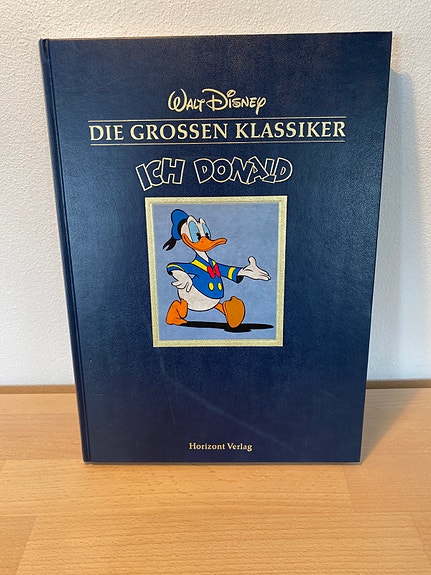 WALT DISNEY
DIE GROSSEN KLASSIKER
ICH DONALD
Horizont Verlag